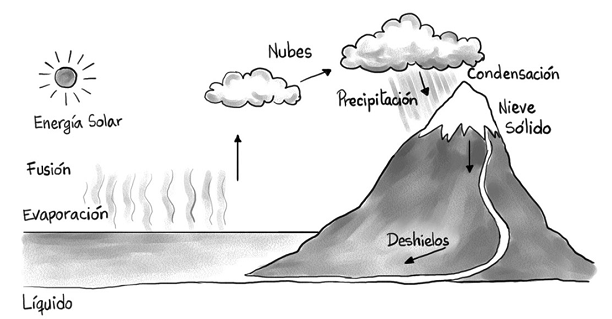 Nubes
Condensación
Precipitación
Nieve
Sólido
Energía Solar
Fusión
Evaporación
Deshielos
Líquido